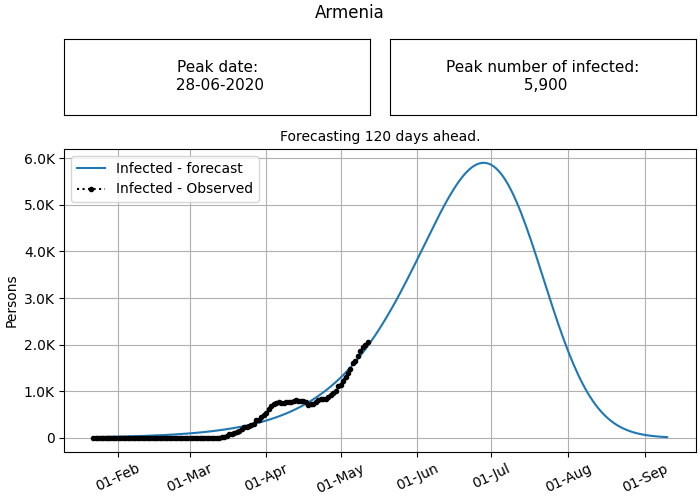 Armenia
Peak date:
28-06-2020
Peak number of infected:
5,900
Forecasting 120 days ahead.
Infected - forecast
Infected - Observed
6.0K
5.0K
4.0K
3.0K
2.0K
1.0K
0
Persons
01-Feb
01-Mar
01-Apr
01-May
01-Jun
01-Jul
01-Aug
01-Sep